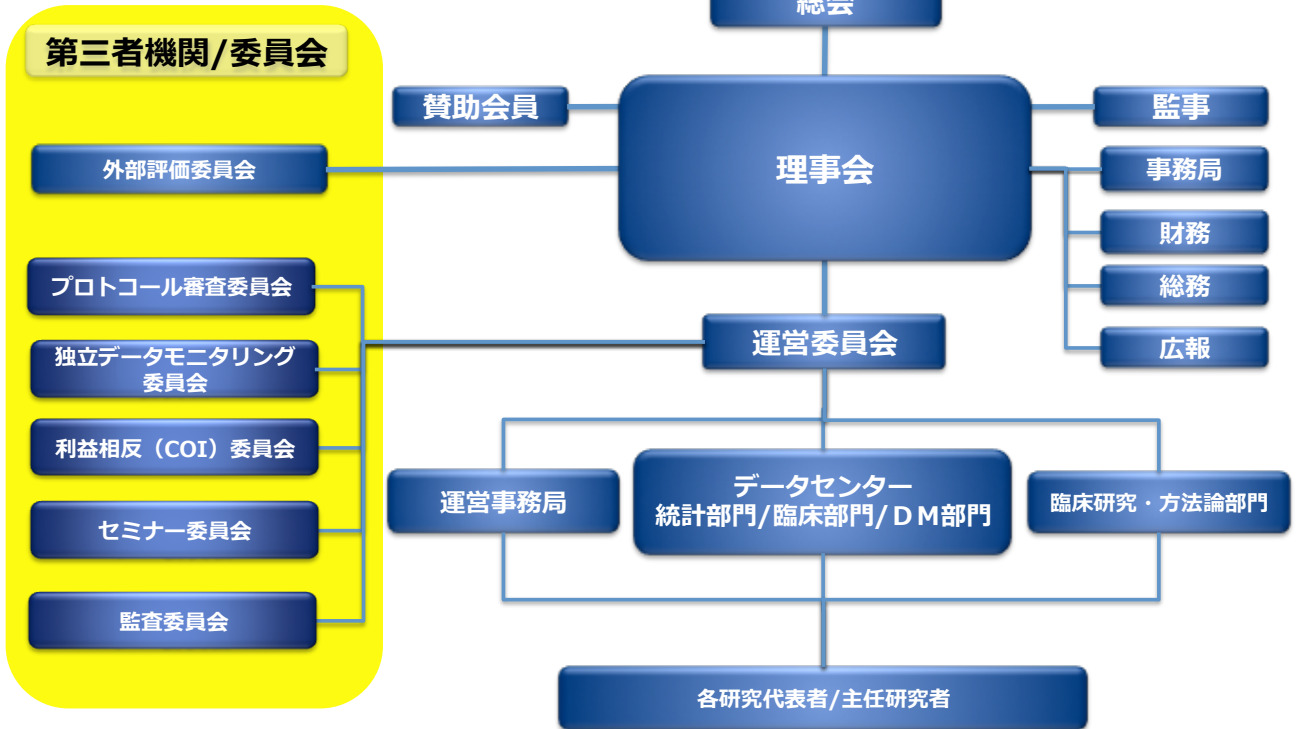 総会
第三者機関/委員会
賛助会員
理事会
監事
外部評価委員会
事務局
財務
プロトコール審査委員会
総務
運営委員会
広報
独立データモニタリング
委員会
利益相反（COI）委員会
運営事務局
データセンター
統計部門/臨床部門/ＤＭ部門
臨床研究・方法論部門
セミナー委員会
監査委員会
各研究代表者/主任研究者